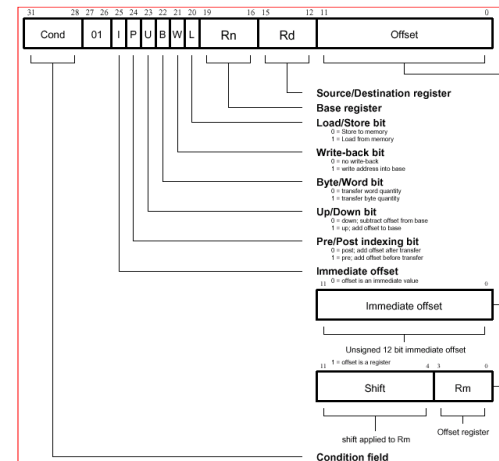 31 28 27 26 25 24 23 22 21 20 19 16 15 12 11 0
Cond 01 I P U B W L Rn Rd Offset
Source/Destination register
Base register
Load/Store bit
0 = Store to memory
1 = Load from memory
Write-back bit
0 = no write-back
1 = write address into base
Byte/Word bit
0 = transfer word quantity
1 = transfer byte quantity
Up/Down bit
0 = down; subtract offset from base
1 = up; add offset to base
Pre/Post indexing bit
0 = post; add offset after transfer
1 = pre; add offset before transfer
Immediate offset
0 = offset is an immediate value
11 0
Immediate offset
Unsigned 12 bit immediate offset
1 = offset is a register
11 4 3 0
Shift Rm
shift applied to Rm Offset register
Condition field